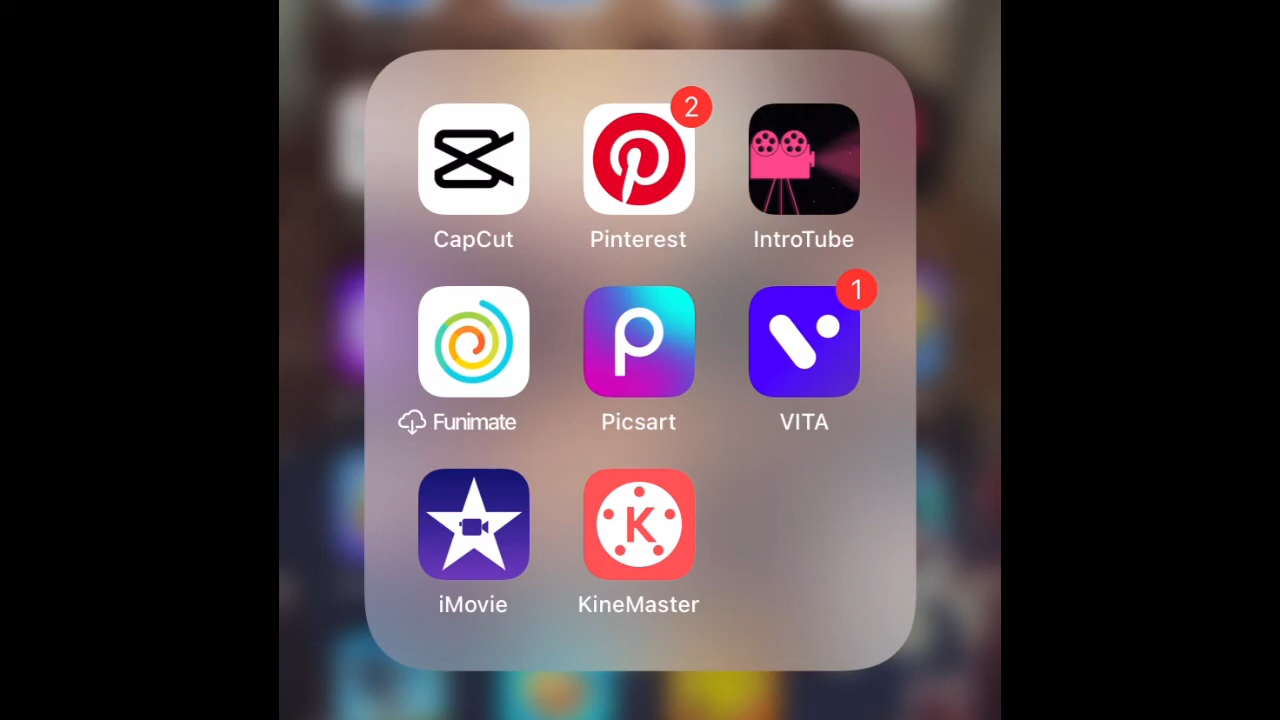 2
CapCut Pinterest IntroTube
1
Funimate Picsart VITA
K
iMovie KineMaster